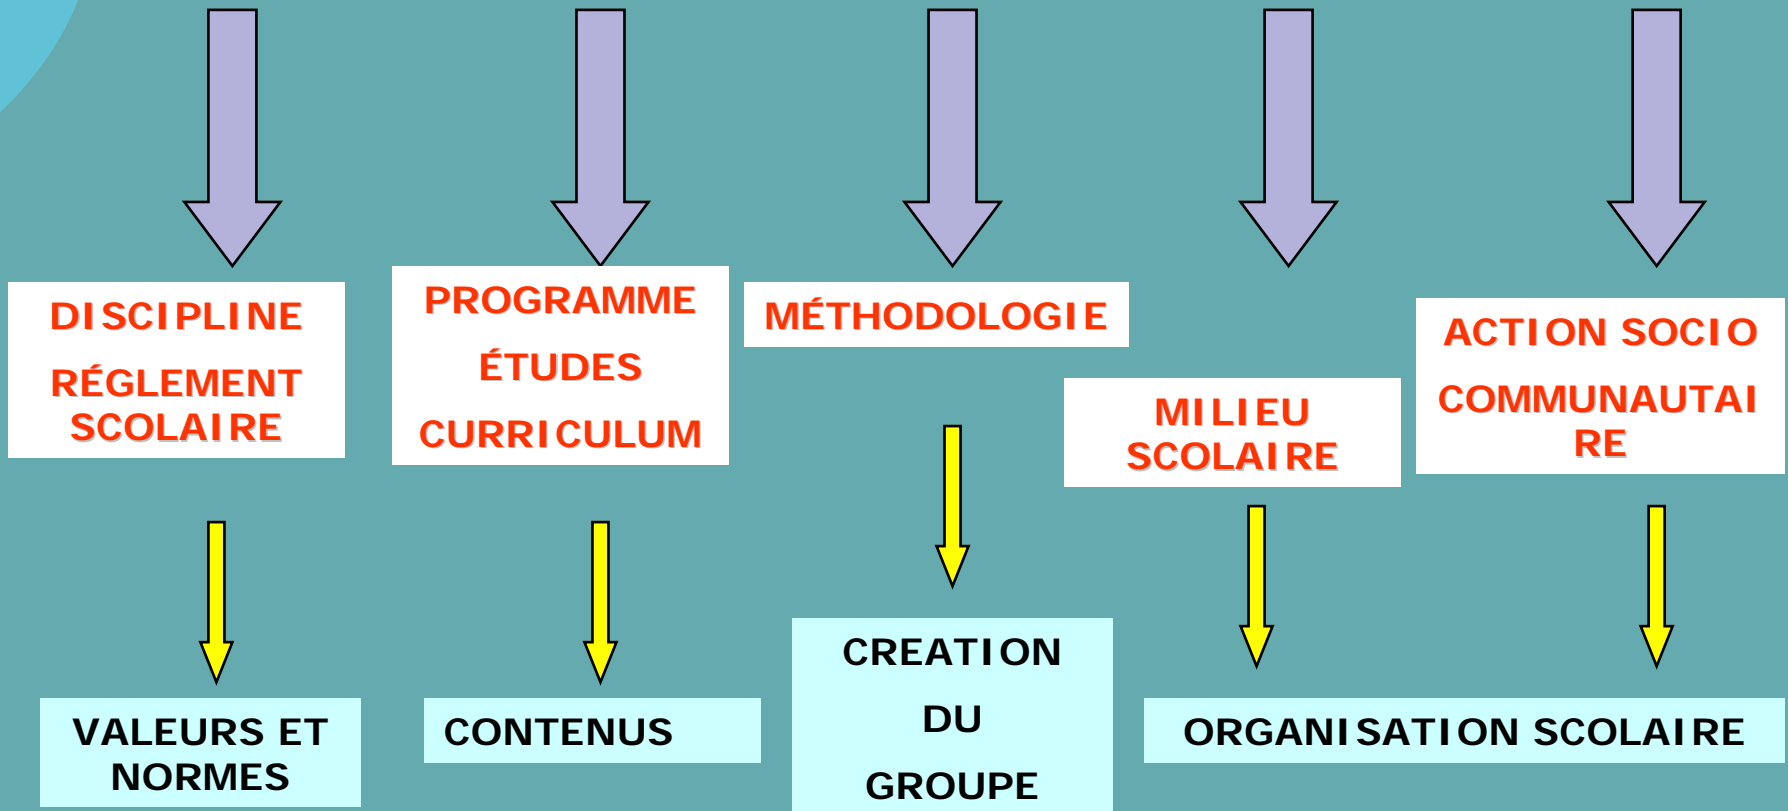 DISCIPLINE
RÉGLEMENT
SCOLAIRE
PROGRAMME
ÉTUDES
CURRICULUM
MÉTHODOLOGIE
MILIEU
SCOLAIRE
ACTION SOCIO
COMMUNAUTAI
RE
VALEURS ET
NORMES
CONTENUS
CREATION
DU
GROUPE
ORGANISATION SCOLAIRE